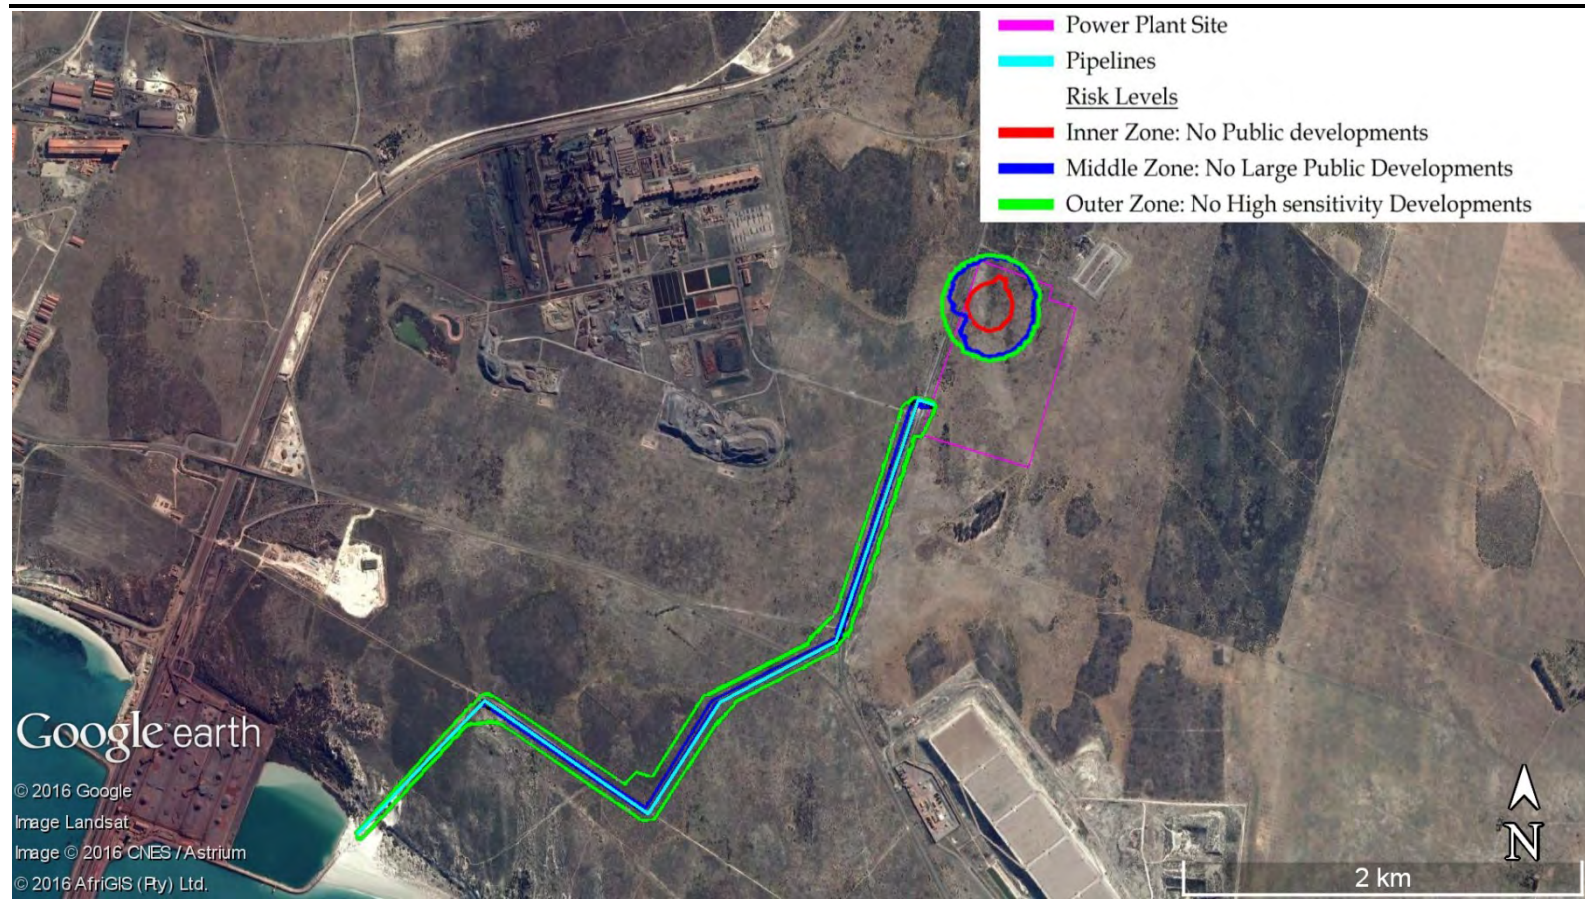 Power Plant Site
Pipelines
Risk Levels
Inner Zone: No Public developments
Middle Zone: No Large Public Developments
Outer Zone: No High sensitivity Developments
Google earth
© 2016 Google
Image Landsat
Image © 2016 CNES / Astrium
© 2016 AfriGIS (Pty) Ltd.
N
2 km